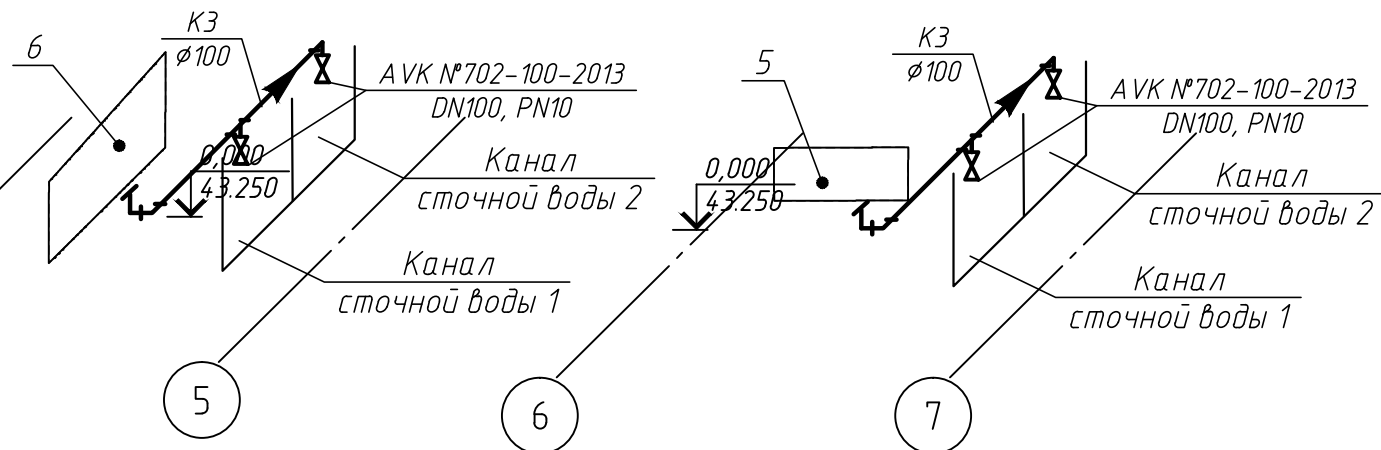 6
К3
ø100
AVK №702-100-2013
DN100, PN10
0,000
43.250
Канал
сточной воды 2
Канал
сточной воды 1
5
5
К3
ø100
AVK №702-100-2013
DN100, PN10
0,000
43.250
Канал
сточной воды 2
Канал
сточной воды 1
6
7